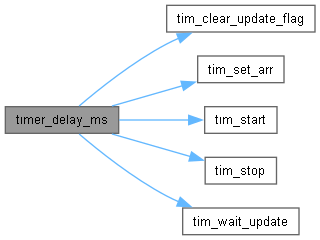 tim_clear_update_flag
tim_set_arr
timer_delay_ms
tim_start
tim_stop
tim_wait_update